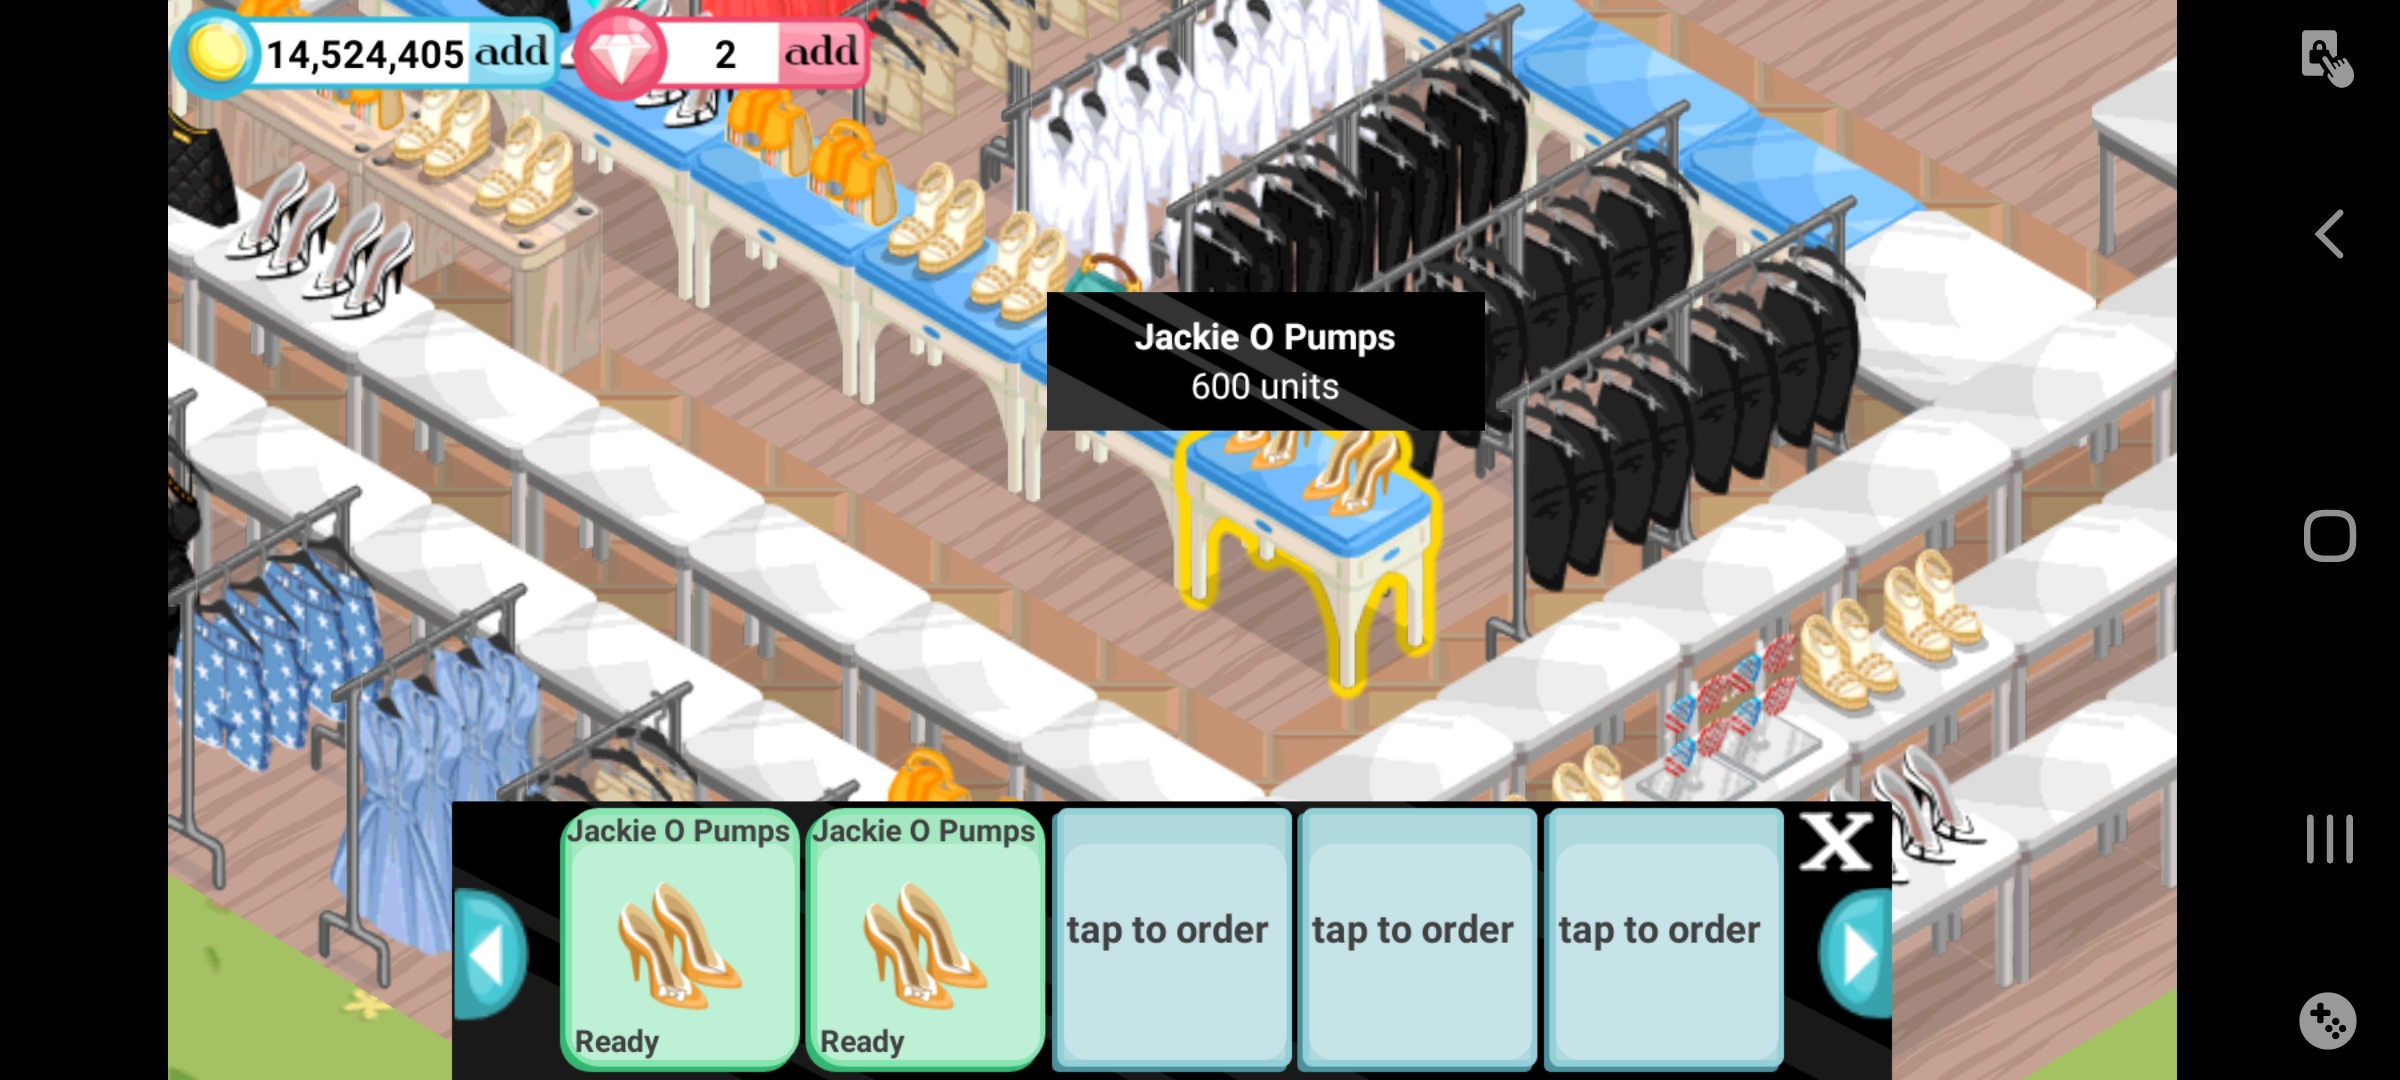 14,524,405 add 2 add
Jackie O Pumps
600 units
Jackie O Pumps Jackie O Pumps
X
tap to order tap to order tap to order
Ready Ready